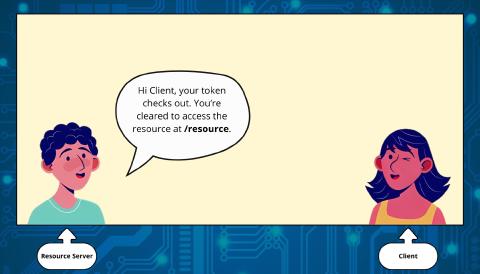 Hi Client, your token
checks out. You're
cleared to access the
resource at /resource.
Resource Server
Client